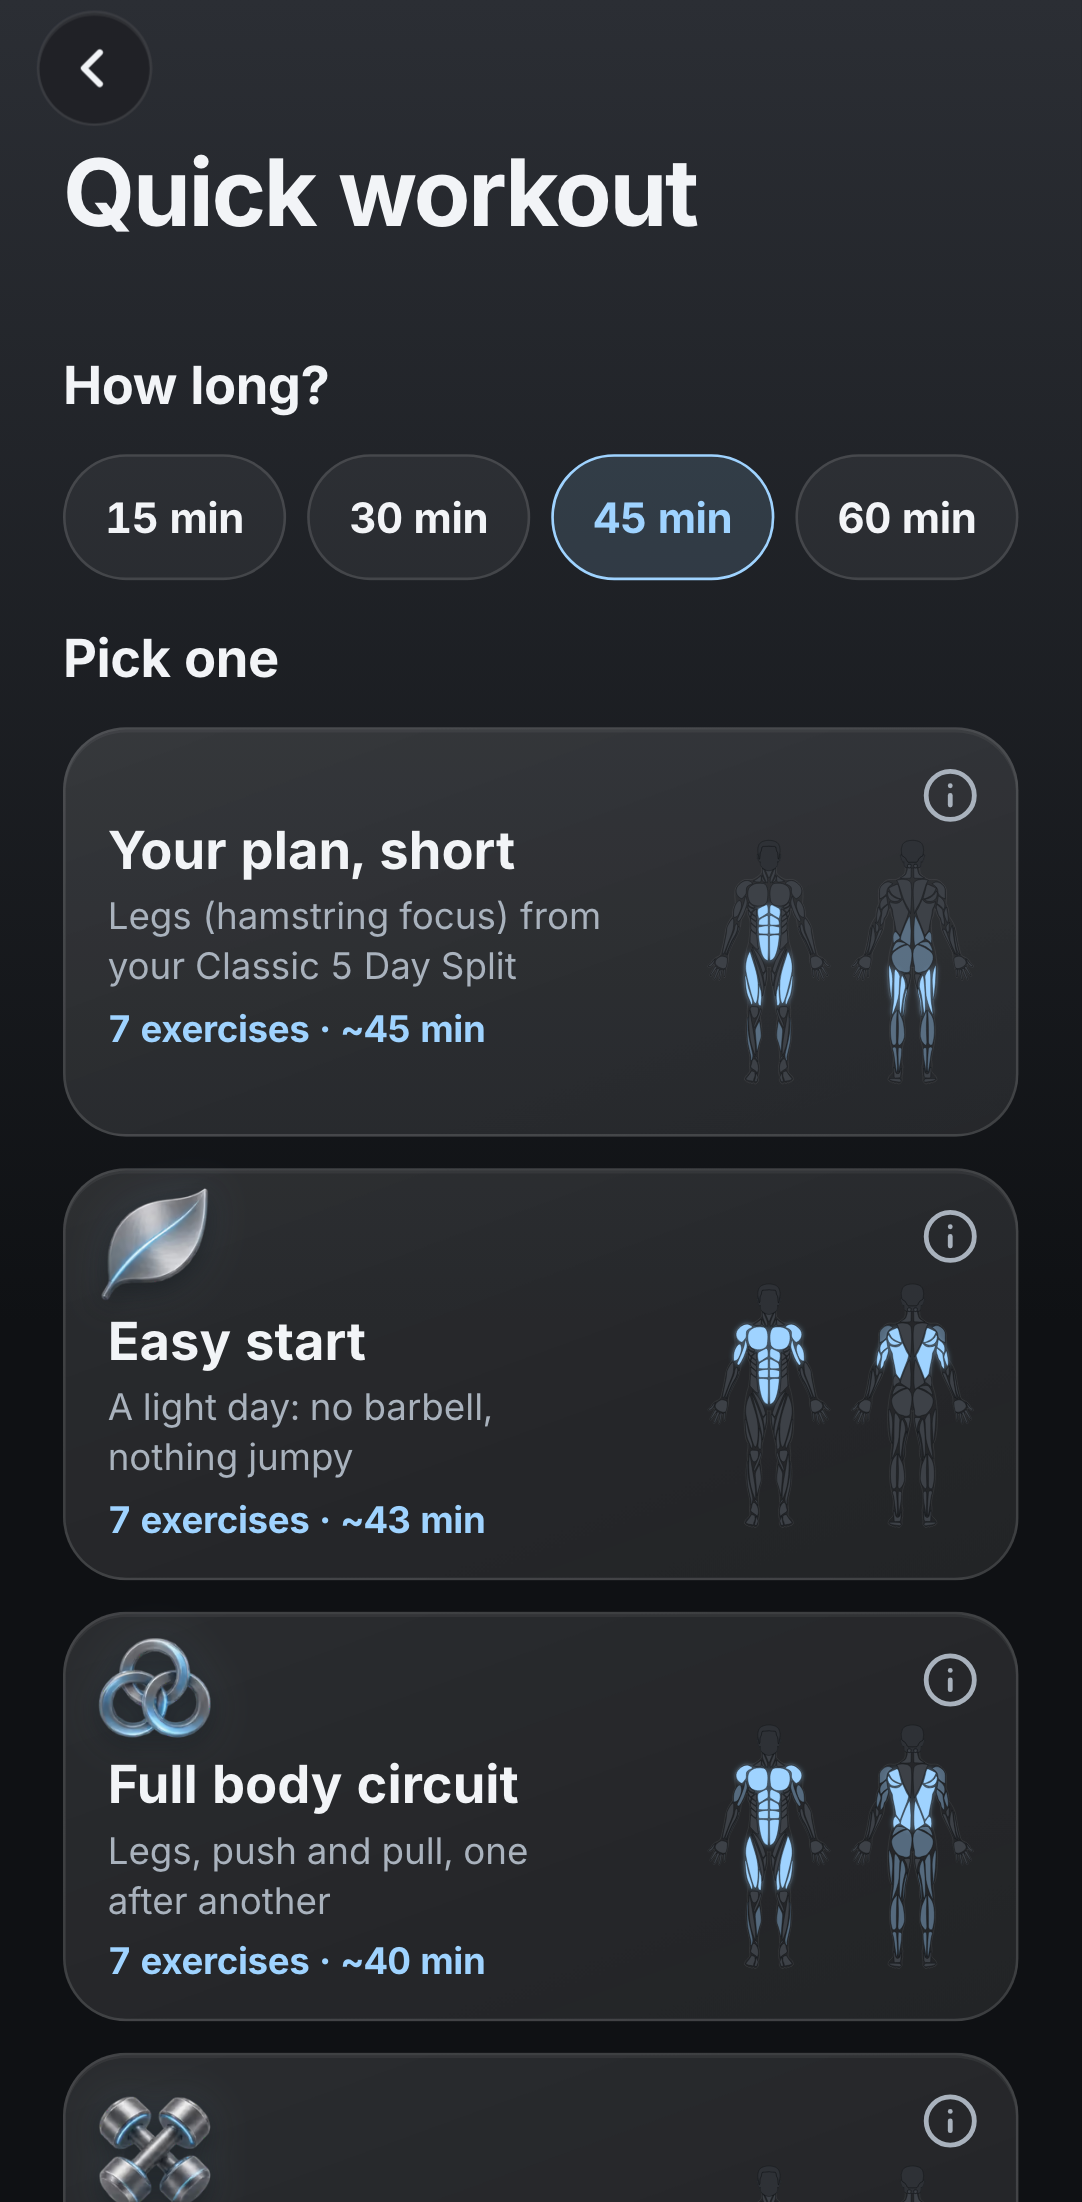 Quick workout
How long?
15 min 30 min 45 min 60 min
Pick one
Your plan, short
Legs (hamstring focus) from
your Classic 5 Day Split
7 exercises · ~45 min
Easy start
A light day: no barbell,
nothing jumpy
7 exercises · ~43 min
Full body circuit
Legs, push and pull, one
after another
7 exercises · ~40 min